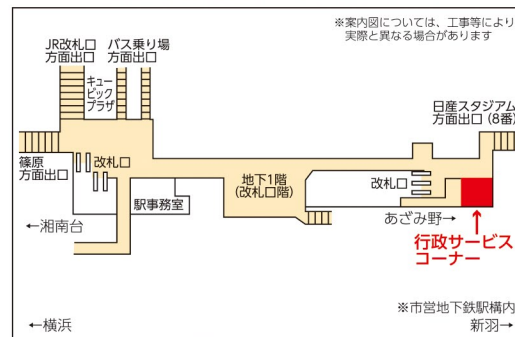 ※案内図については、工事等により
実際と異なる場合があります
JR改札口
方面出口
バス乗り場
方面出口
キュー
ビック
プラザ
日産スタジアム
方面出口(8番)
篠原
方面出口
改札口
地下1階
(改札口階)
改札口
駅事務室
←湘南台
あざみ野→
行政サービス
コーナー
※市営地下鉄駅構内
←横浜
新羽→